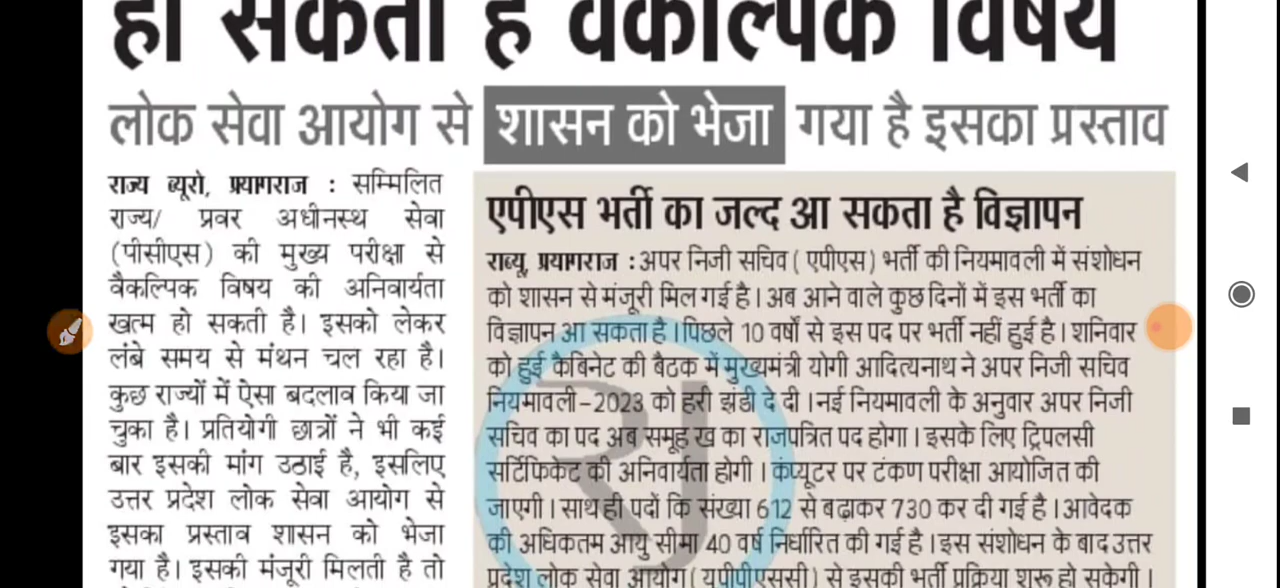 हो सकता है वैकल्पिक विषय
लोक सेवा आयोग से शासन को भेजा गया है इसका प्रस्ताव
राज्य ब्यूरो, प्रयागराज : सम्मिलित
राज्य/ प्रवर अधीनस्थ सेवा
(पीसीएस) की मुख्य परीक्षा से
वैकल्पिक विषय की अनिवार्यता
खत्म हो सकती है। इसको लेकर
लंबे समय से मंथन चल रहा है।
कुछ राज्यों में ऐसा बदलाव किया जा
चुका है। प्रतियोगी छात्रों ने भी कई
बार इसकी मांग उठाई है, इसलिए
उत्तर प्रदेश लोक सेवा आयोग से
इसका प्रस्ताव शासन को भेजा
गया है। इसकी मंजूरी मिलती है तो
एपीएस भर्ती का जल्द आ सकता है विज्ञापन
राब्यू, प्रयागराज : अपर निजी सचिव ( एपीएस) भर्ती की नियमावली में संशोधन
को शासन से मंजूरी मिल गई है। अब आने वाले कुछ दिनों में इस भर्ती का
विज्ञापन आ सकता है। पिछले 10 वर्षों से इस पद पर भर्ती नहीं हुई है। शनिवार
को हुई कैबिनेट की बैटक में मुख्यमंत्री योगी आदित्यनाथ ने अपर निजी सचिव
नियमावली-2023 को हरी झंडी दे दी। नई नियमावली के अनुवार अपर निजी
सचिव का पद अब समूह ख का राजपत्रित पद होगा। इसके लिए ट्रिपलसी
सर्टिफिकेट की अनिवार्यता होगी। कंप्यूटर पर टंकण परीक्षा आयोजित की
जाएगी। साथ ही पदों कि संख्या 612 से बढ़ाकर 730 कर दी गई है। आवेदक
की अधिकतम आयु सीमा 40 वर्ष निर्धारित की गई है। इस संशोधन के बाद उत्तर
प्रदेश लोक सेवा आयोग ( यूपीपीएससी) से इसकी भर्ती प्रक्रिया शुरू हो सकेगी।
RJ